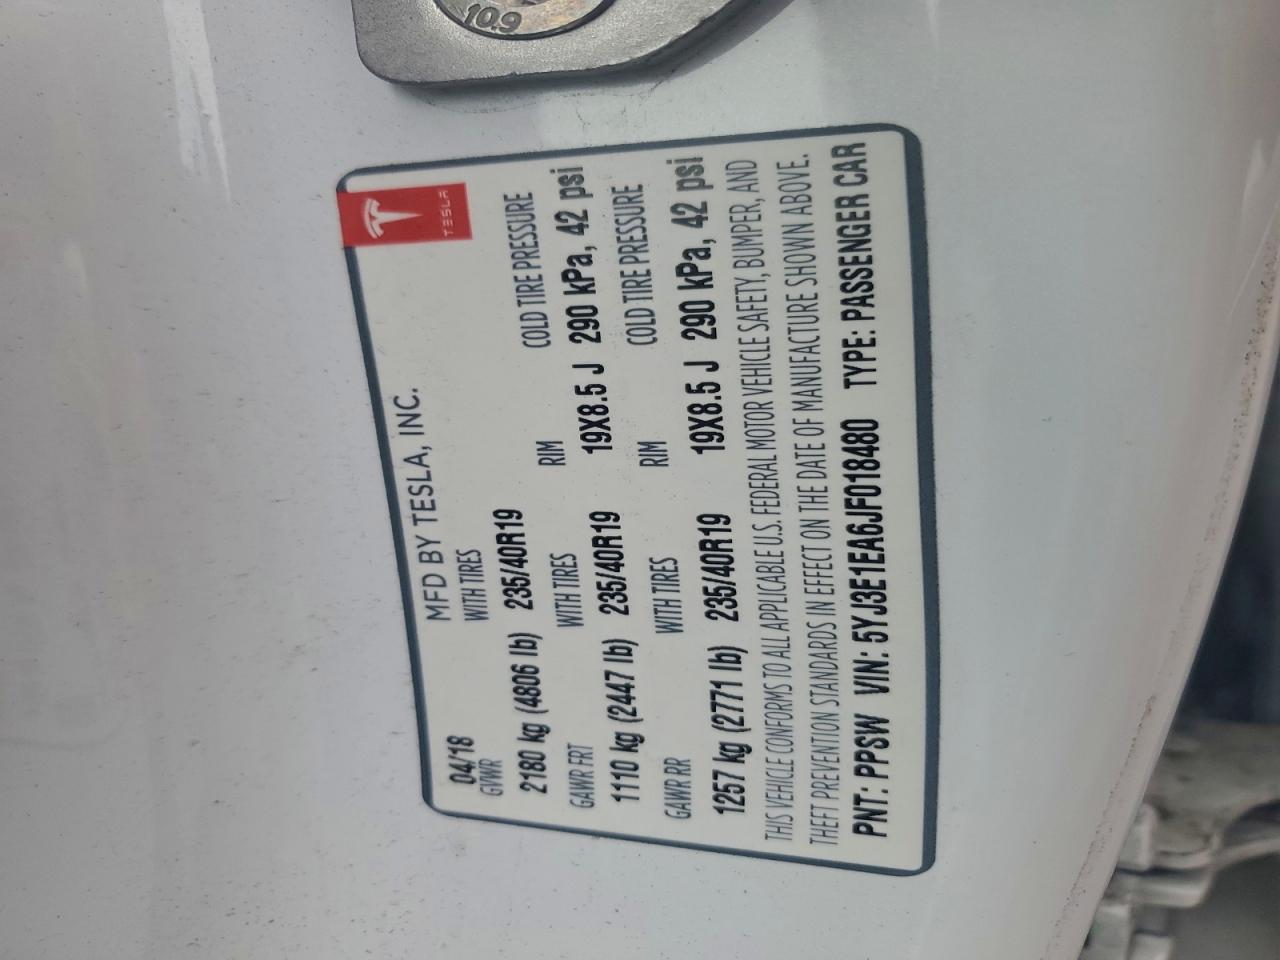 10.9
TESLA
MFD BY TESLA, INC.
04/18
GVWR WITH TIRES
2180 kg (4806 lb) 235/40R19
GAWR FRT WITH TIRES RIM COLD TIRE PRESSURE
1110 kg (2447 lb) 235/40R19 19X8.5 J 290 kPa, 42 psi
GAWR RR WITH TIRES RIM COLD TIRE PRESSURE
1257 kg (2771 lb) 235/40R19 19X8.5 J 290 kPa, 42 psi
THIS VEHICLE CONFORMS TO ALL APPLICABLE U.S. FEDERAL MOTOR VEHICLE SAFETY, BUMPER, AND
THEFT PREVENTION STANDARDS IN EFFECT ON THE DATE OF MANUFACTURE SHOWN ABOVE.
PNT: PPSW VIN: 5YJ3E1EA6JF018480 TYPE: PASSENGER CAR